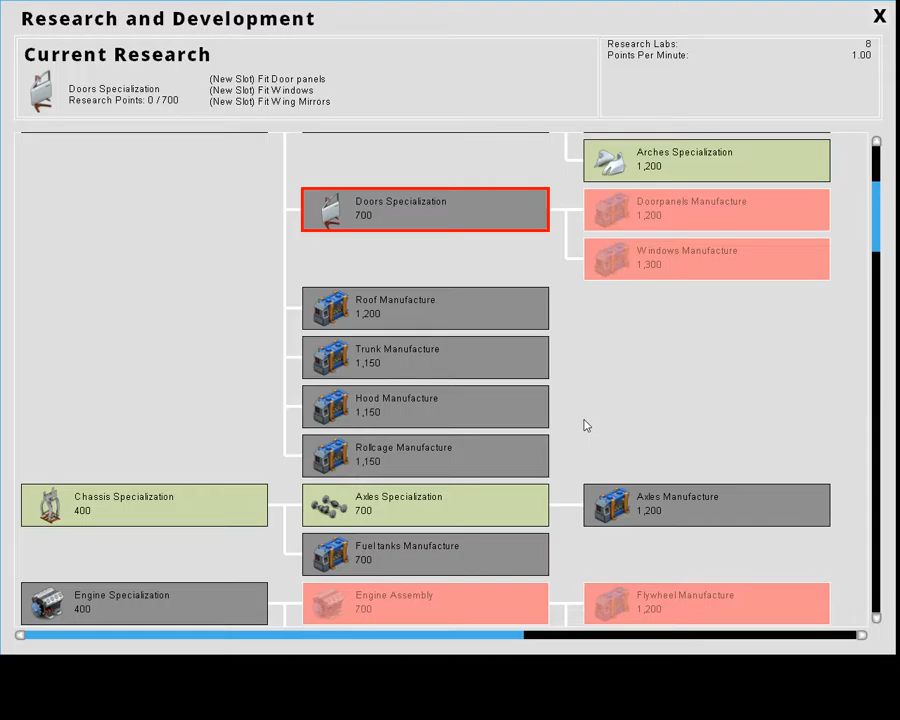 Research and Development
X
Current Research
Doors Specialization
Research Points: 0 / 700
(New Slot) Fit Door panels
(New Slot) Fit Windows
(New Slot) Fit Wing Mirrors
Research Labs: 8
Points Per Minute: 1.00
Arches Specialization
1,200
Doors Specialization
700
Doorpanels Manufacture
1,200
Windows Manufacture
1,300
Roof Manufacture
1,200
Trunk Manufacture
1,150
Hood Manufacture
1,150
Rollcage Manufacture
1,150
Chassis Specialization
400
Axles Specialization
700
Axles Manufacture
1,200
Fueltanks Manufacture
700
Engine Specialization
400
Engine Assembly
700
Flywheel Manufacture
1,200